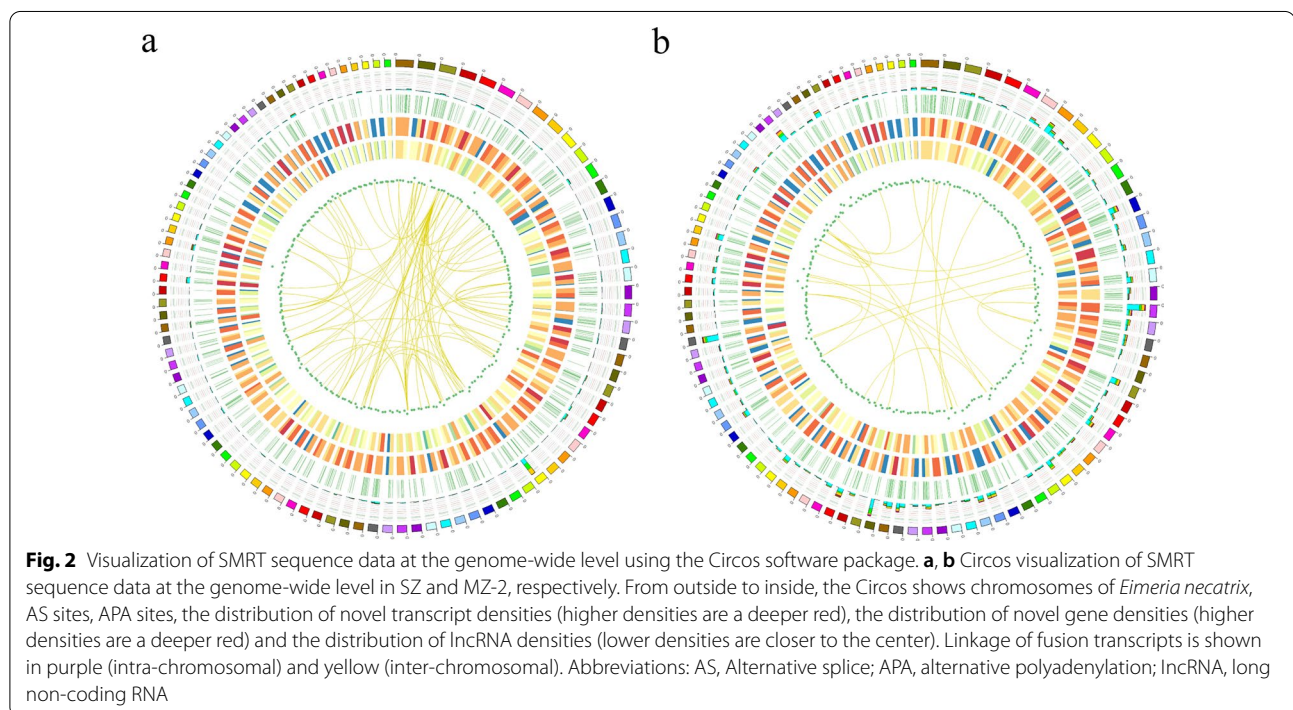 a
b
Fig. 2 Visualization of SMRT sequence data at the genome-wide level using the Circos software package. a, b Circos visualization of SMRT
sequence data at the genome-wide level in SZ and MZ-2, respectively. From outside to inside, the Circos shows chromosomes of Eimeria necatrix,
AS sites, APA sites, the distribution of novel transcript densities (higher densities are a deeper red), the distribution of novel gene densities (higher
densities are a deeper red) and the distribution of lncRNA densities (lower densities are closer to the center). Linkage of fusion transcripts is shown
in purple (intra-chromosomal) and yellow (inter-chromosomal). Abbreviations: AS, Alternative splice; APA, alternative polyadenylation; lncRNA, long
non-coding RNA